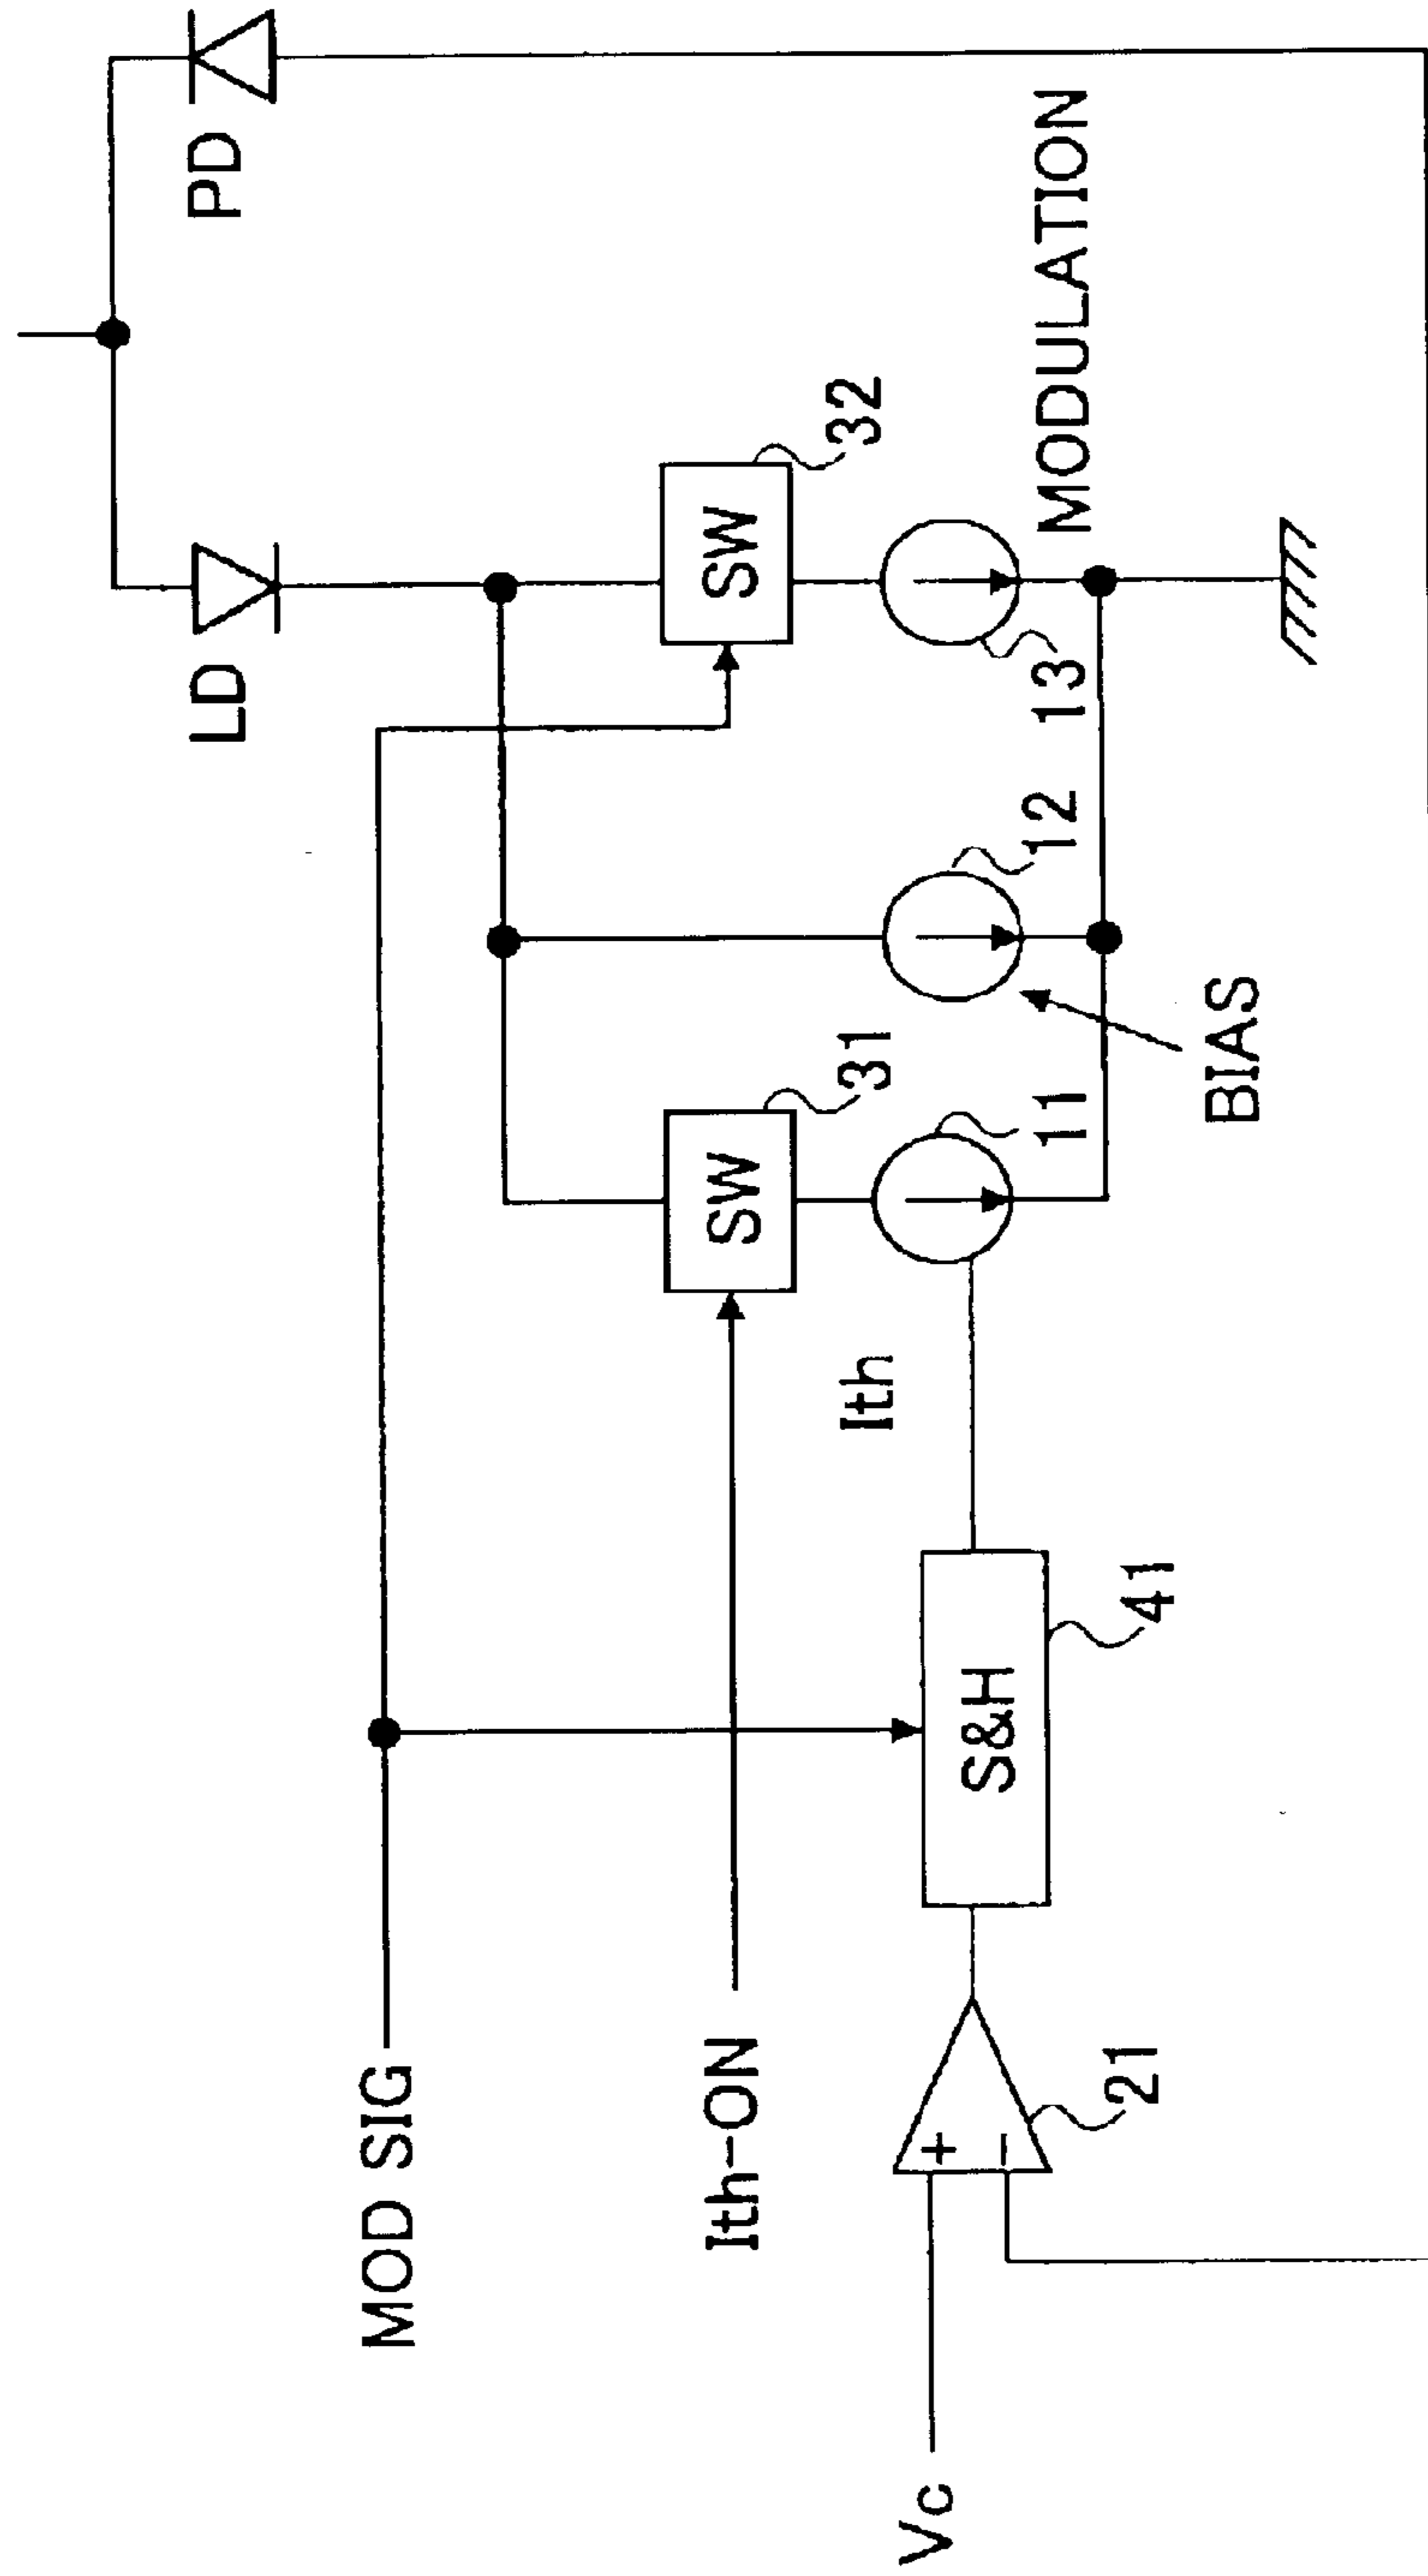 LD
PD
MOD SIG
Ith-ON
SW
31
SW
32
Ith
11
12
13
MODULATION
BIAS
Vc
+
−
21
S&H
41